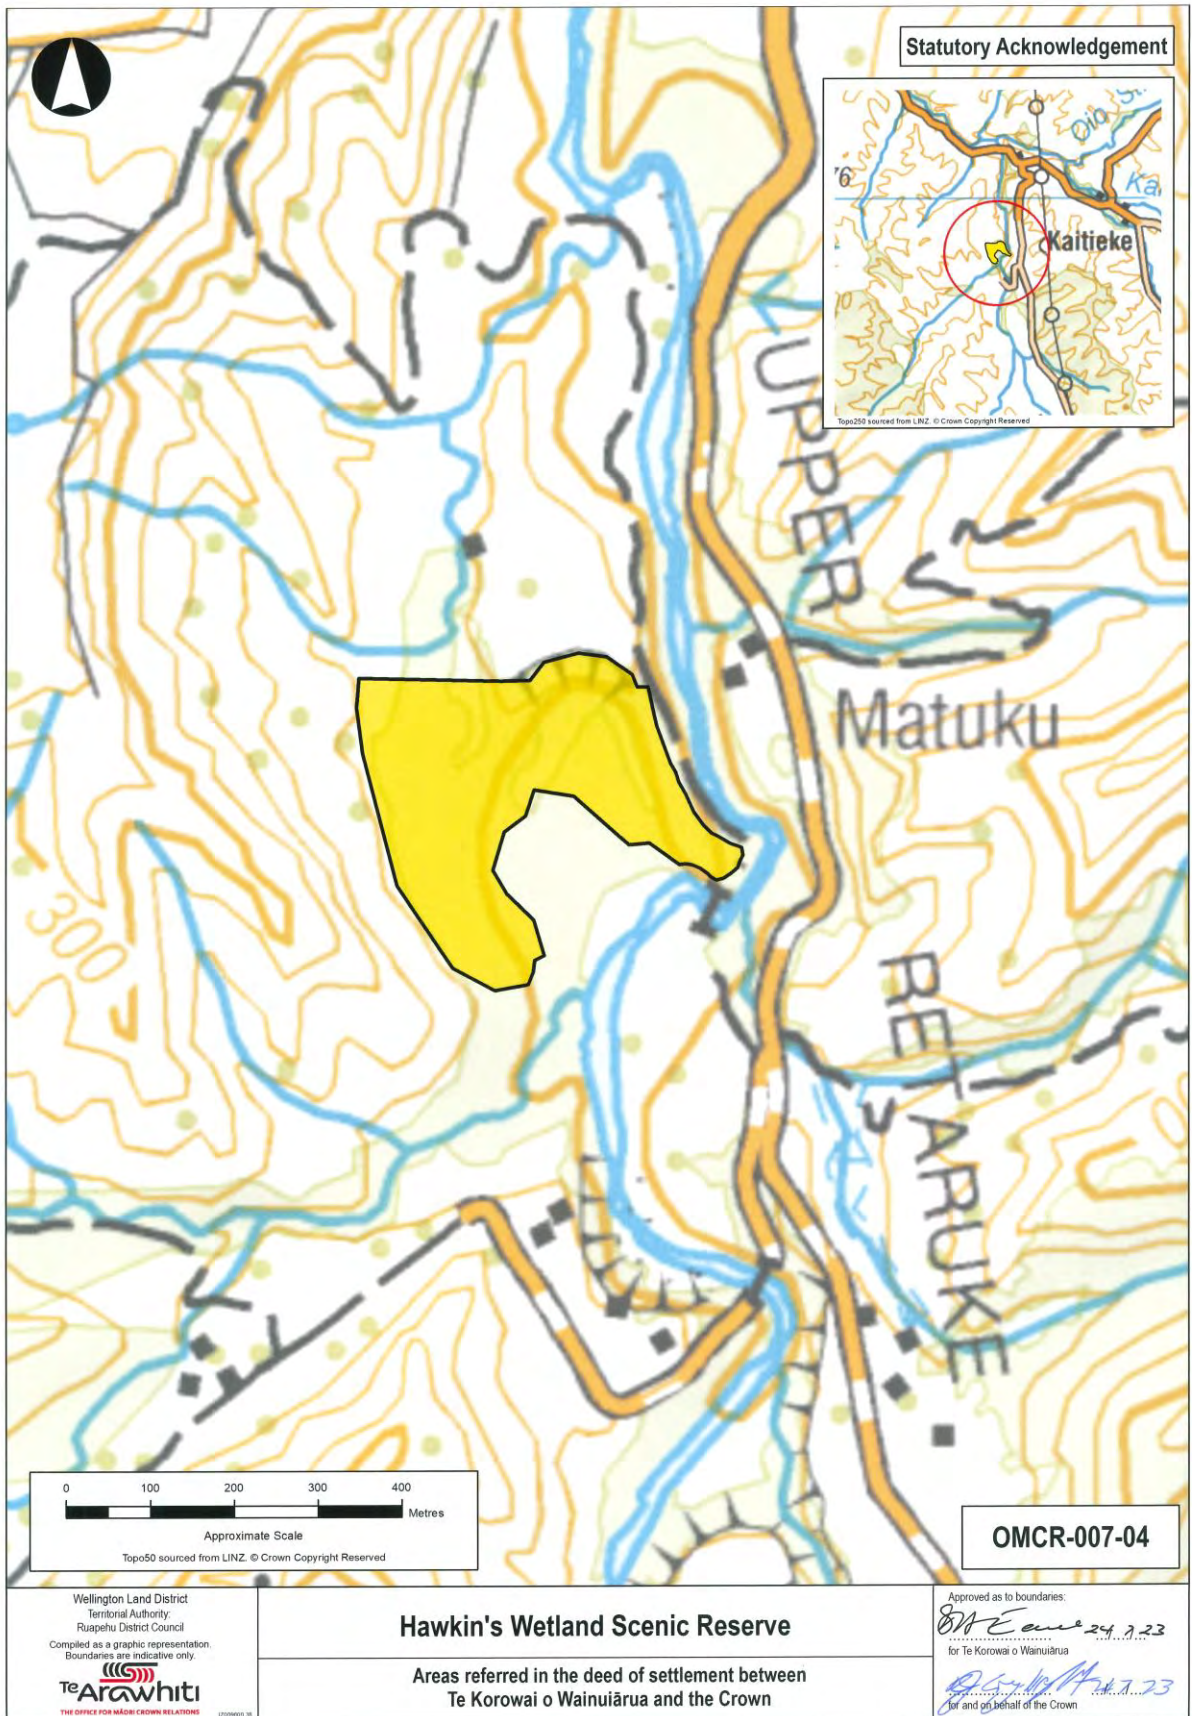 Statutory Acknowledgement
Kaitieke
Topo250 sourced from LINZ. © Crown Copyright Reserved
UPPER
Matuku
300
RETARUKE
0 100 200 300 400
Metres
Approximate Scale
Topo50 sourced from LINZ. © Crown Copyright Reserved
OMCR-007-04
Wellington Land District
Territorial Authority:
Ruapehu District Council
Compiled as a graphic representation.
Boundaries are indicative only.
Te Arawhiti
THE OFFICE FOR MĀORI CROWN RELATIONS
Hawkin's Wetland Scenic Reserve
Areas referred in the deed of settlement between
Te Korowai o Wainuiārua and the Crown
Approved as to boundaries:
24.7.23
for Te Korowai o Wainuiārua
24.7.23
for and on behalf of the Crown